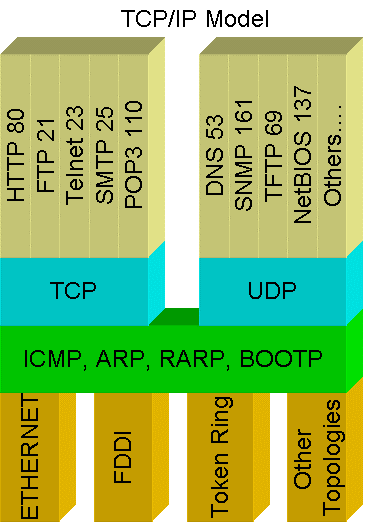 TCP/IP Model
HTTP 80
FTP 21
Telnet 23
SMTP 25
POP3 110
DNS 53
SNMP 161
TFTP 69
NetBIOS 137
Others....
TCP
UDP
ICMP, ARP, RARP, BOOTP
ETHERNET
FDDI
Token Ring
Other
Topologies